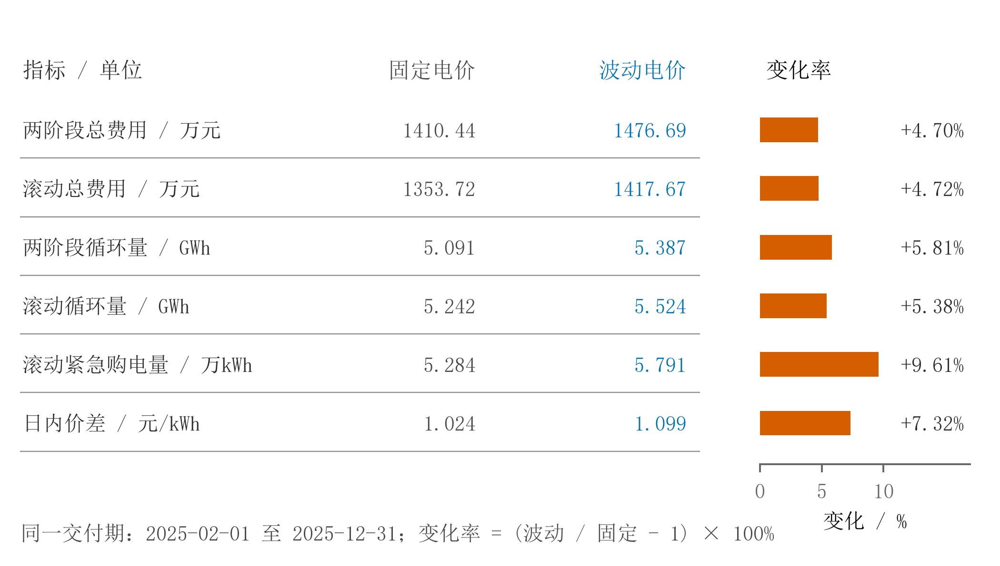 指标 / 单位 固定电价 波动电价 变化率
两阶段总费用 / 万元 1410.44 1476.69 +4.70%
滚动总费用 / 万元 1353.72 1417.67 +4.72%
两阶段循环量 / GWh 5.091 5.387 +5.81%
滚动循环量 / GWh 5.242 5.524 +5.38%
滚动紧急购电量 / 万kWh 5.284 5.791 +9.61%
日内价差 / 元/kWh 1.024 1.099 +7.32%
0 5 10
变化 / %
同一交付期：2025-02-01 至 2025-12-31；变化率 = (波动 / 固定 - 1) × 100%